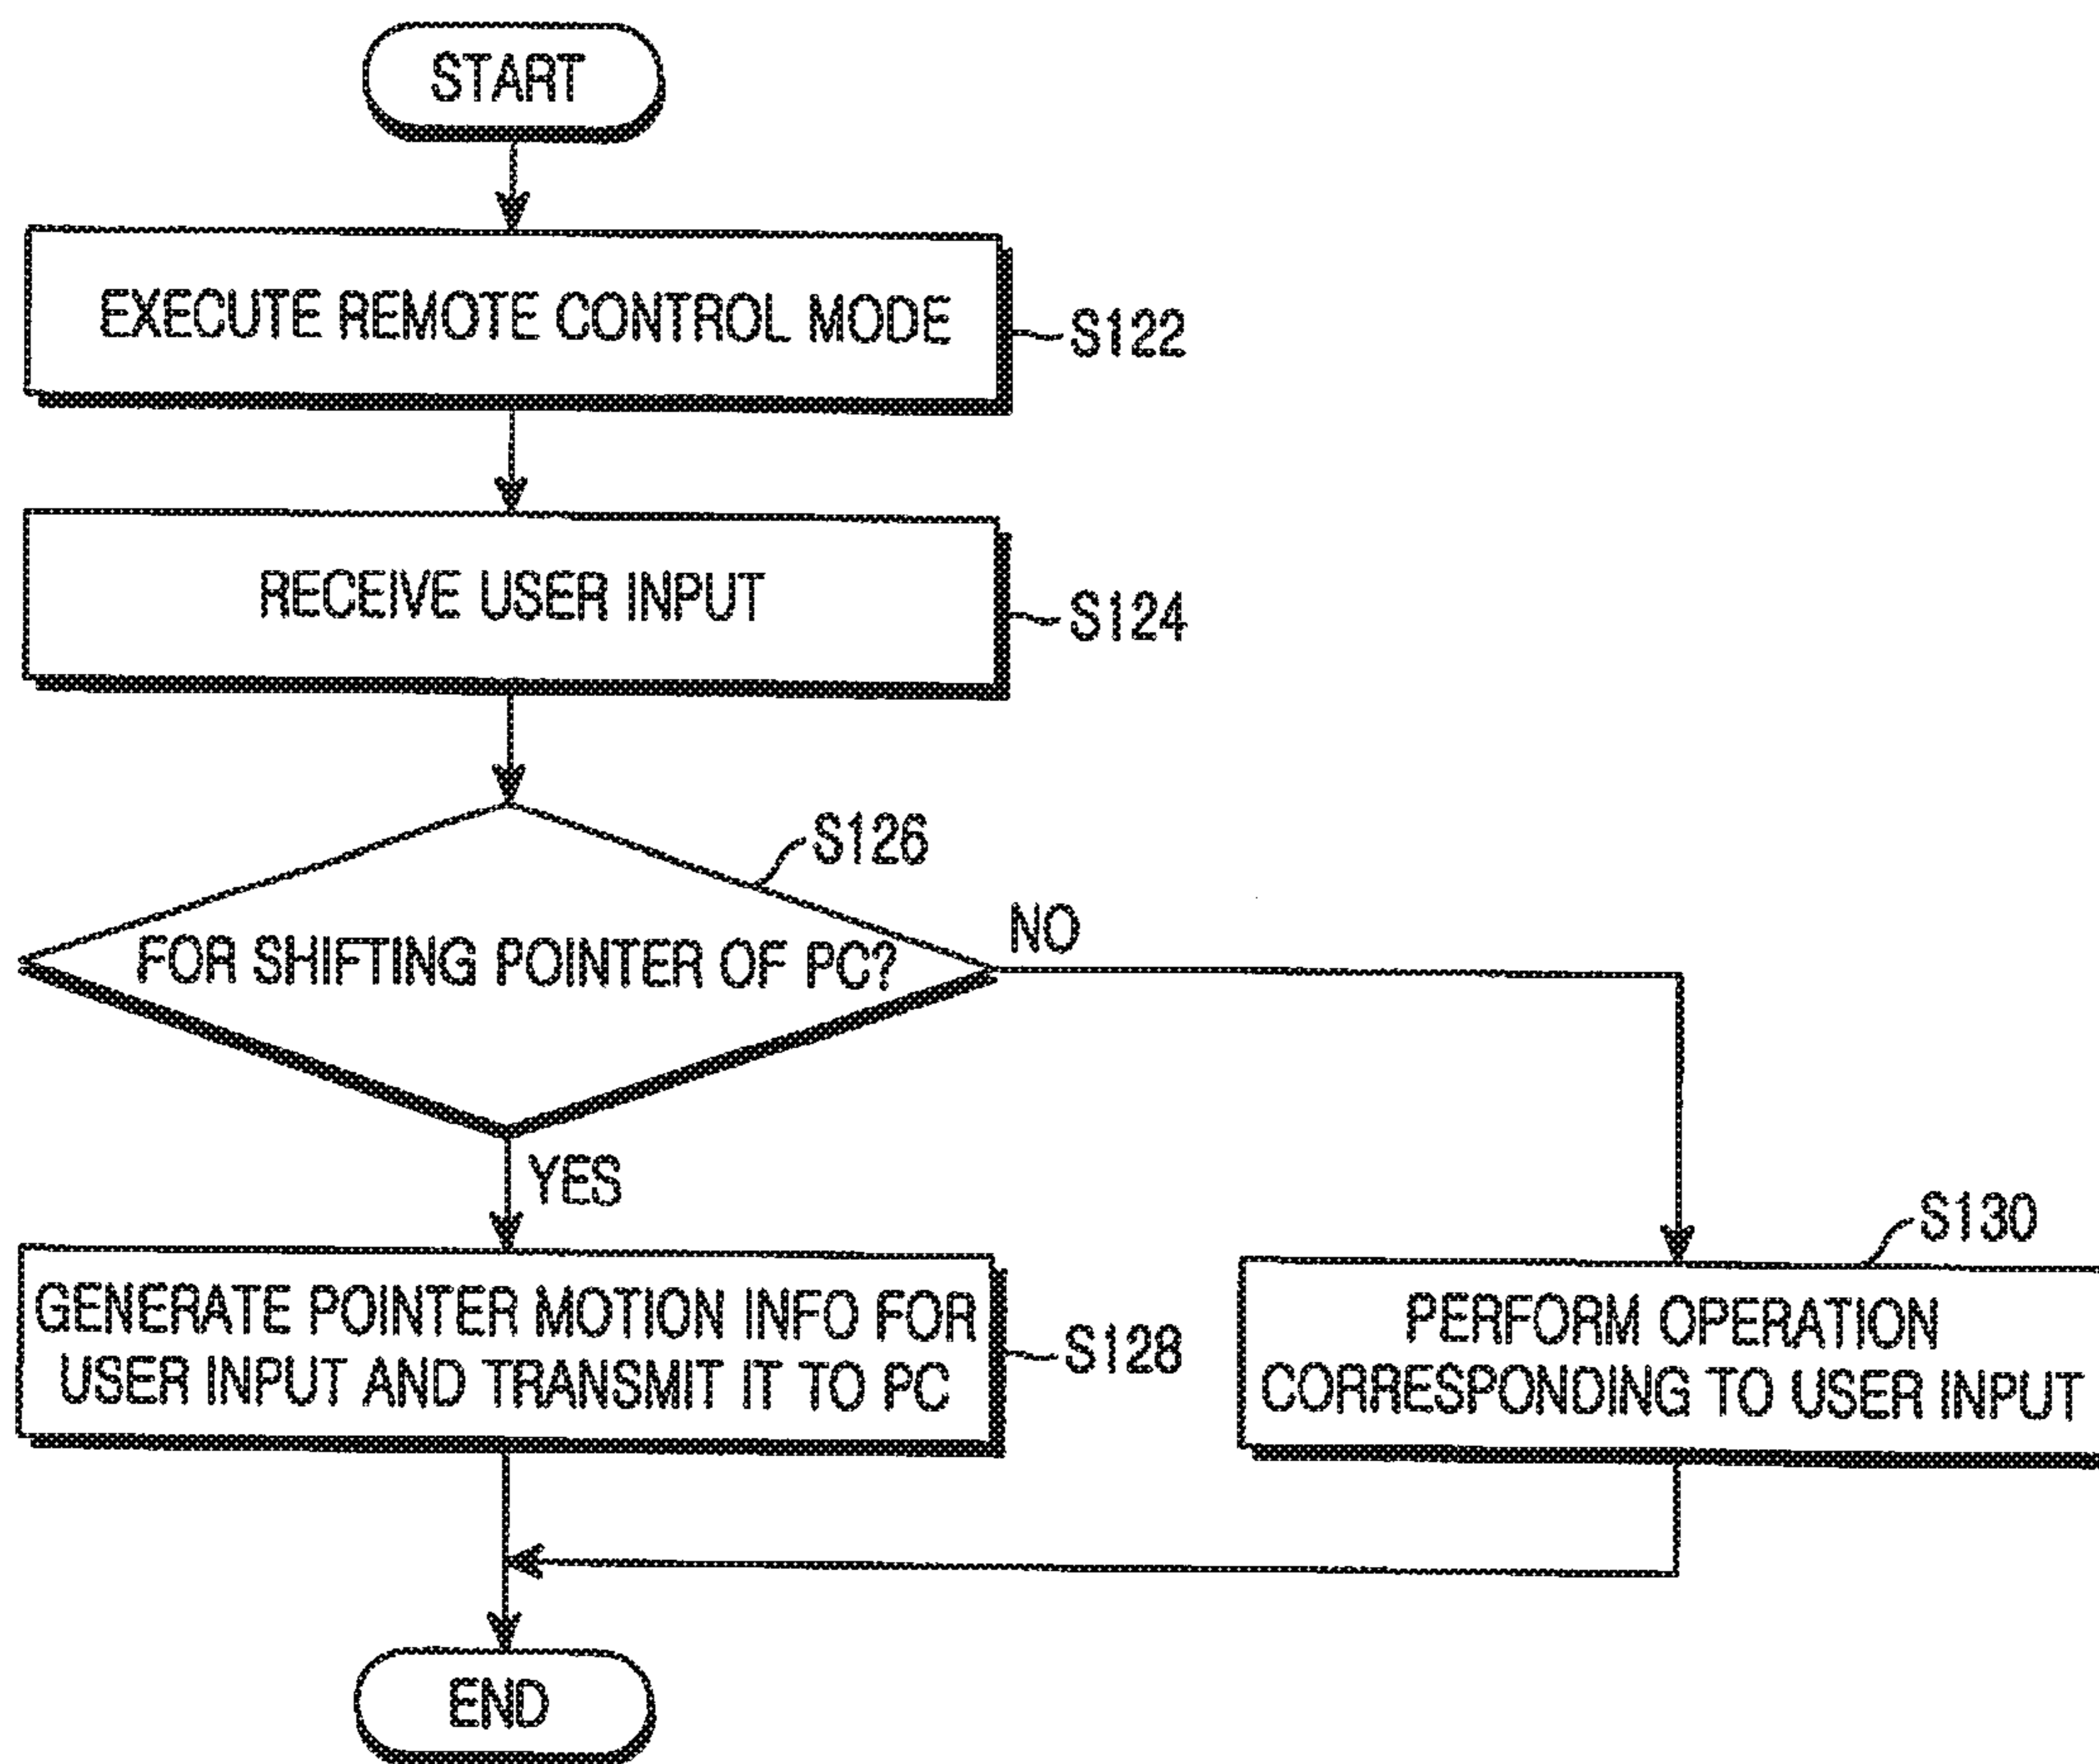 START
EXECUTE REMOTE CONTROL MODE
S122
RECEIVE USER INPUT
S124
S126
FOR SHIFTING POINTER OF PC?
NO
YES
GENERATE POINTER MOTION INFO FOR
USER INPUT AND TRANSMIT IT TO PC
S128
S130
PERFORM OPERATION
CORRESPONDING TO USER INPUT
END